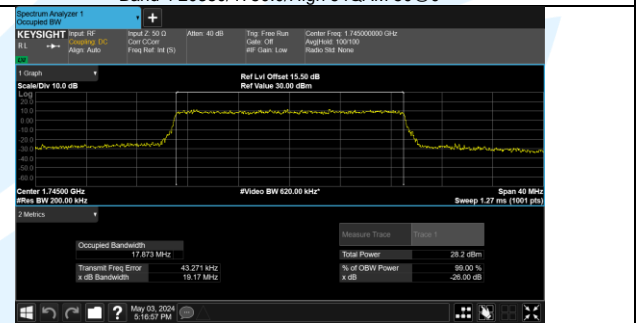 Spectrum Analyzer 1
Occupied BW
+
KEYSIGHT Input: RF Input Z: 50 Ω Atten: 40 dB Trig: Free Run Center Freq: 1.745000000 GHz
RL Coupling: DC Corr CCorr Gate: Off Avg|Hold: 100/100
Align: Auto Freq Ref: Int (S) #IF Gain: Low Radio Std: None
1 Graph
Ref Lvl Offset 15.50 dB
Scale/Div 10.0 dB Ref Value 30.00 dBm
Log
20.0
10.0
0.00
-10.0
-20.0
-30.0
-40.0
-50.0
-60.0
Center 1.74500 GHz #Video BW 620.00 kHz* Span 40 MHz
#Res BW 200.00 kHz Sweep 1.27 ms (1001 pts)
2 Metrics
Measure Trace Trace 1
Occupied Bandwidth
17.873 MHz Total Power 28.2 dBm
Transmit Freq Error 43.271 kHz % of OBW Power 99.00 %
x dB Bandwidth 19.17 MHz x dB -26.00 dB
?
May 03, 2024
5:16:57 PM